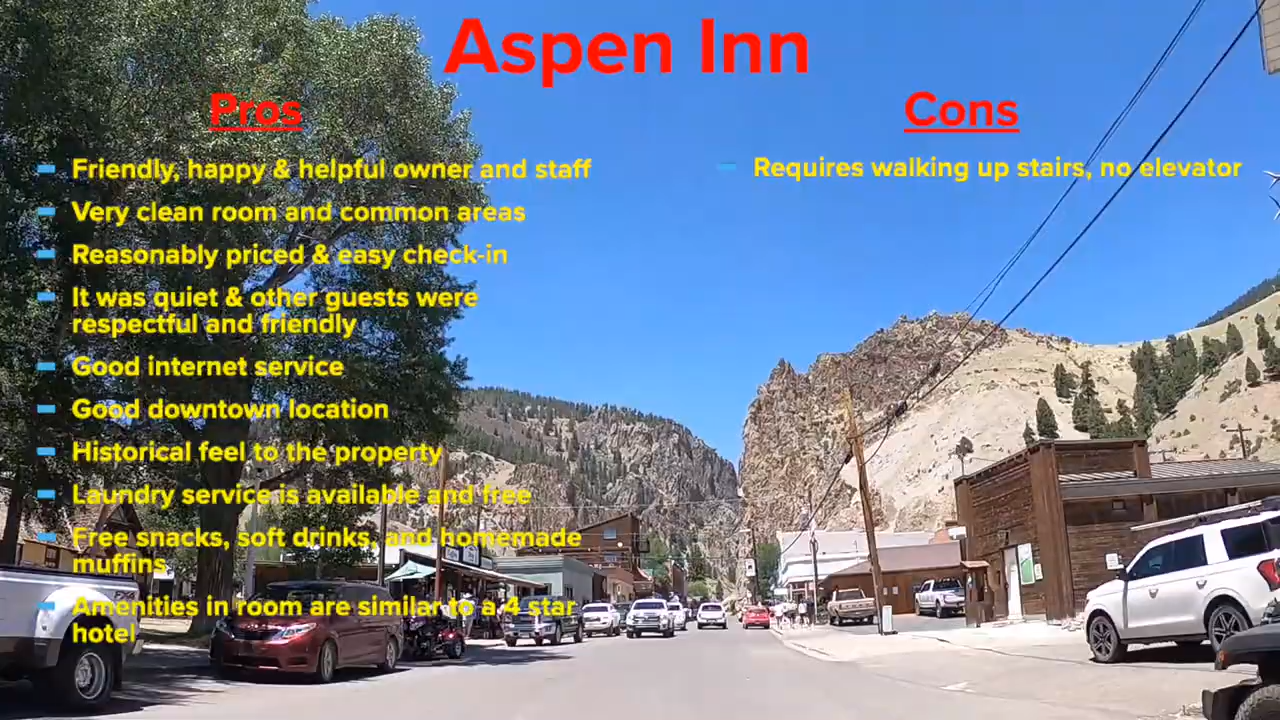 Aspen Inn
Pros
Friendly, happy & helpful owner and staff
Very clean room and common areas
Reasonably priced & easy check-in
It was quiet & other guests were
respectful and friendly
Good internet service
Good downtown location
Historical feel to the property
Laundry service is available and free
Free snacks, soft drinks, and homemade
muffins
Amenities in room are similar to a 4 star
hotel
Cons
Requires walking up stairs, no elevator